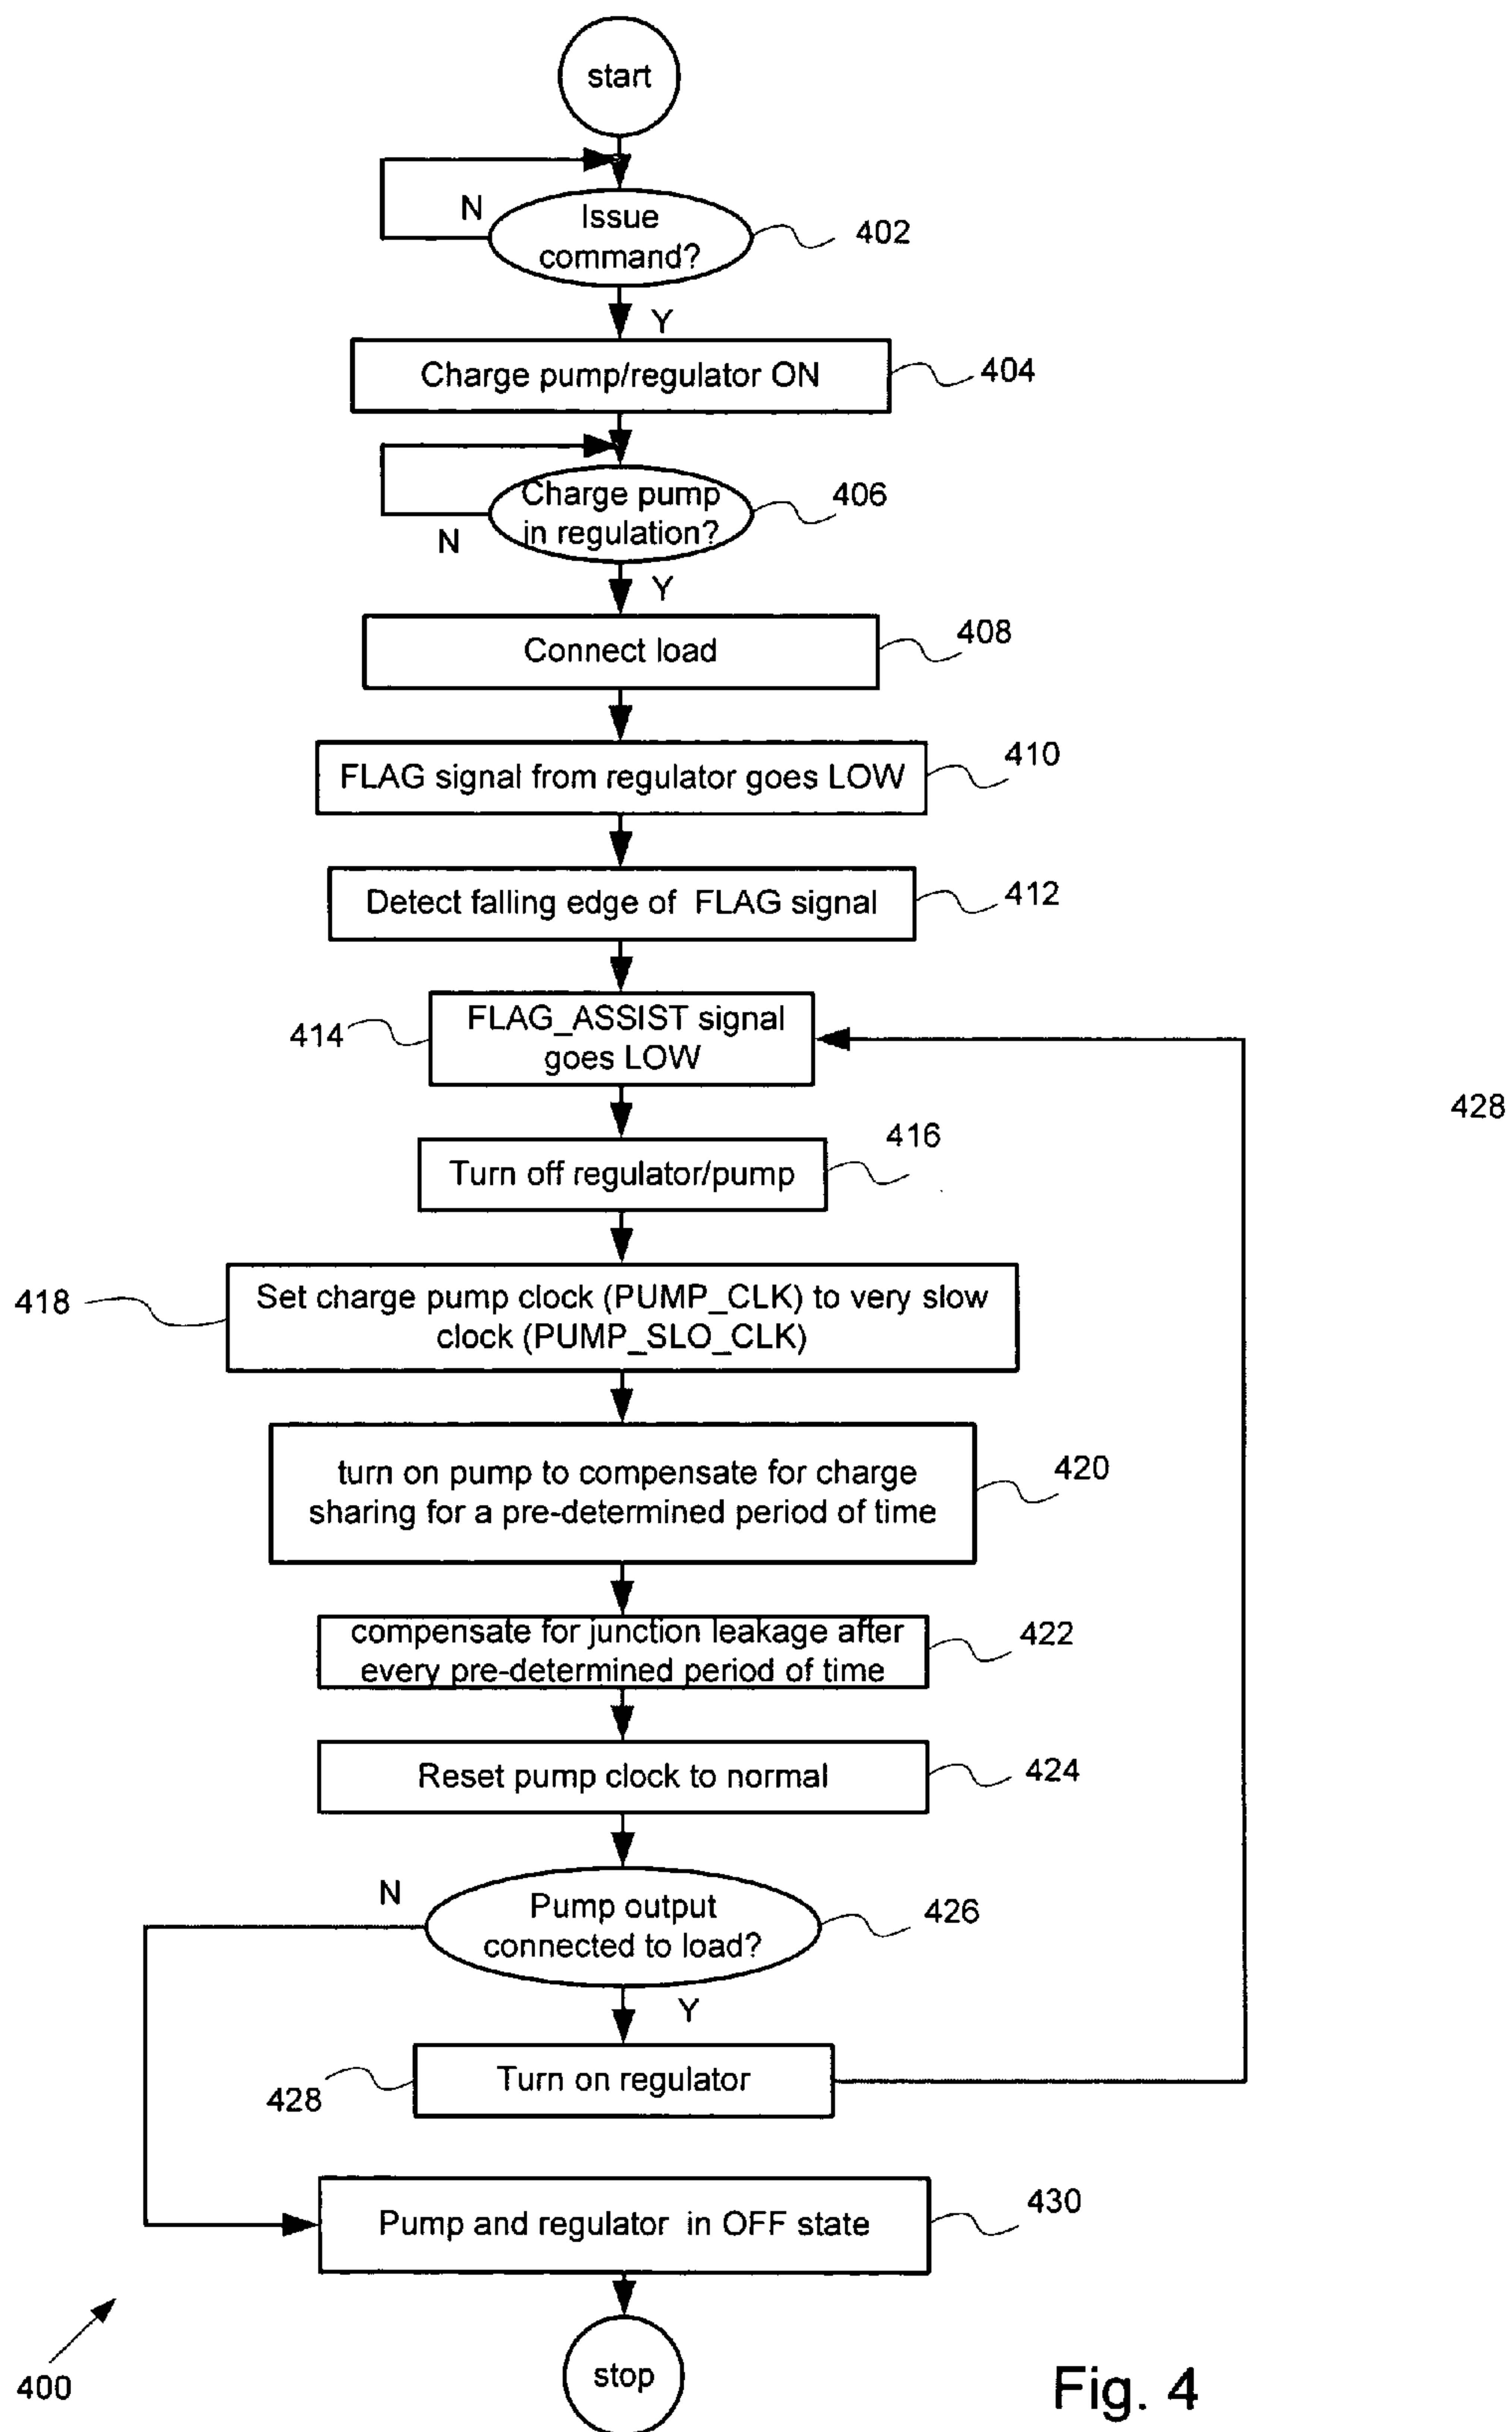 start
N
Issue
command?
402
Y
Charge pump/regulator ON
404
Charge pump
in regulation?
406
N
Y
Connect load
408
FLAG signal from regulator goes LOW
410
Detect falling edge of FLAG signal
412
FLAG_ASSIST signal
goes LOW
414
428
Turn off regulator/pump
416
Set charge pump clock (PUMP_CLK) to very slow
clock (PUMP_SLO_CLK)
418
turn on pump to compensate for charge
sharing for a pre-determined period of time
420
compensate for junction leakage after
every pre-determined period of time
422
Reset pump clock to normal
424
N
Pump output
connected to load?
426
Y
Turn on regulator
428
Pump and regulator in OFF state
430
stop
400
Fig. 4